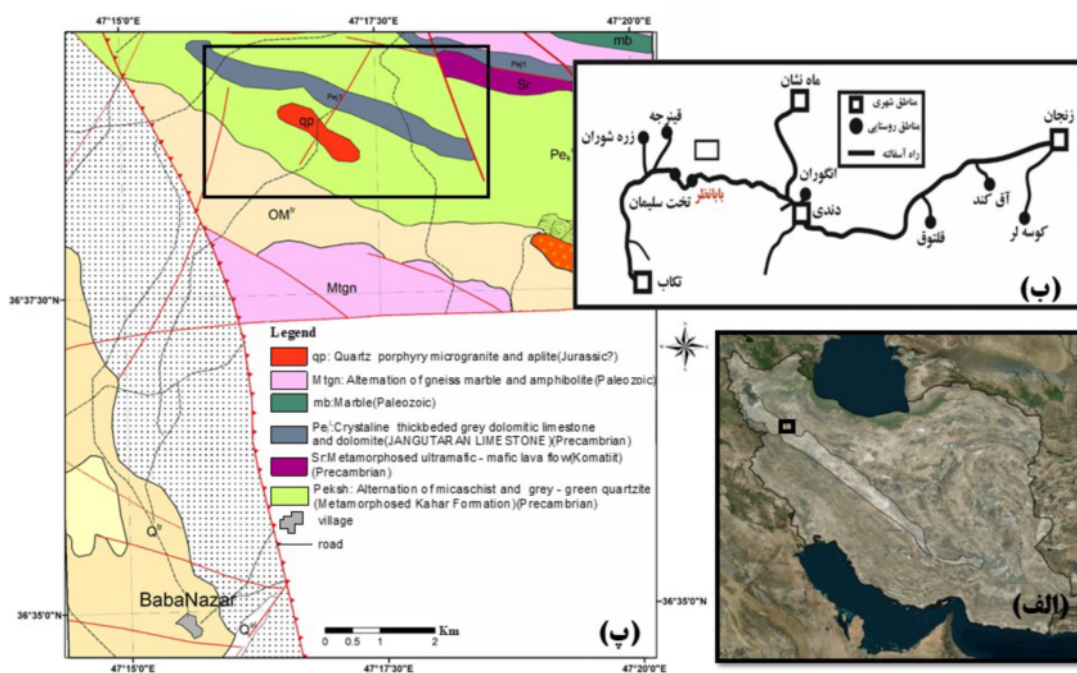 47°15'0"E
47°17'30"E
47°20'0"E
mb
Pej1
Sr
Pej1
qp
OM^tr
Mtgn
36°37'30"N
Legend
qp: Quartz porphyry microgranite and aplite(Jurassic?)
Mtgn: Alternation of gneiss marble and amphibolite(Paleozoic)
mb:Marble(Paleozoic)
Crystaline thickbeded grey dolomitic limestone
and dolomite(JANGUTARAN LIMESTONE)(Precambrian)
Sr:Metamorphosed ultramafic - mafic lava flow(Komatiit)
(Precambrian)
Peksh: Alternation of micaschist and grey - green quartzite
(Metamorphosed Kahar Formation)(Precambrian)
village
road
BabaNazar
36°35'0"N
36°35'0"N
0 0.5 1 2 Km
(پ)
47°15'0"E
47°17'30"E
47°20'0"E
ماه نشان
مناطق شهری
مناطق روستایی
راه آسفالته
زنجان
قینرجه
زره شوران
انگوران
بابانظر
تخت سلیمان
دندی
آق کند
قلتوق
کوسه لر
تکاب
(ب)
(الف)